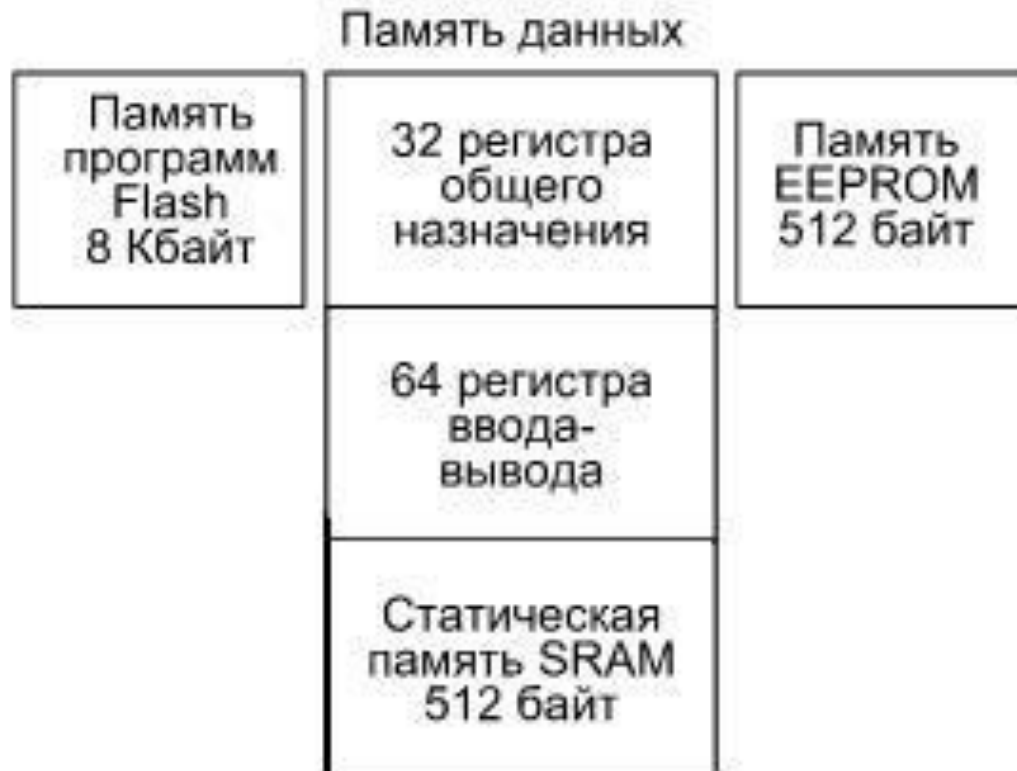 Память данных
Память
программ
Flash
8 Кбайт
32 регистра
общего
назначения
Память
EEPROM
512 байт
64 регистра
ввода-
вывода
Статическая
память SRAM
512 байт